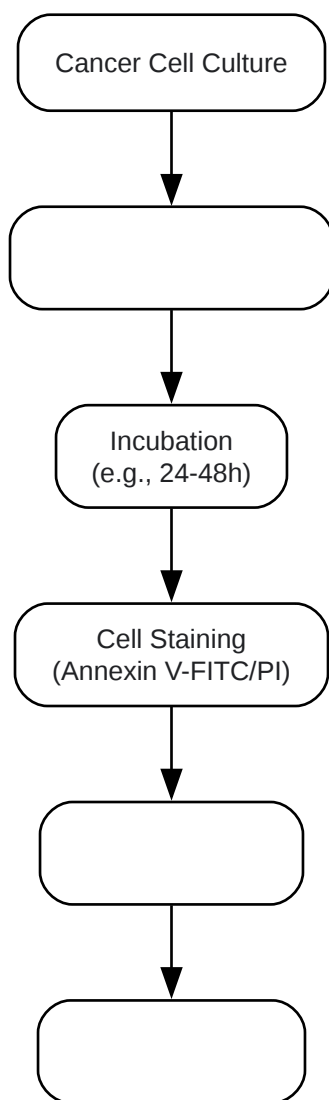 Cancer Cell Culture
Incubation
(e.g., 24-48h)
Cell Staining
(Annexin V-FITC/PI)